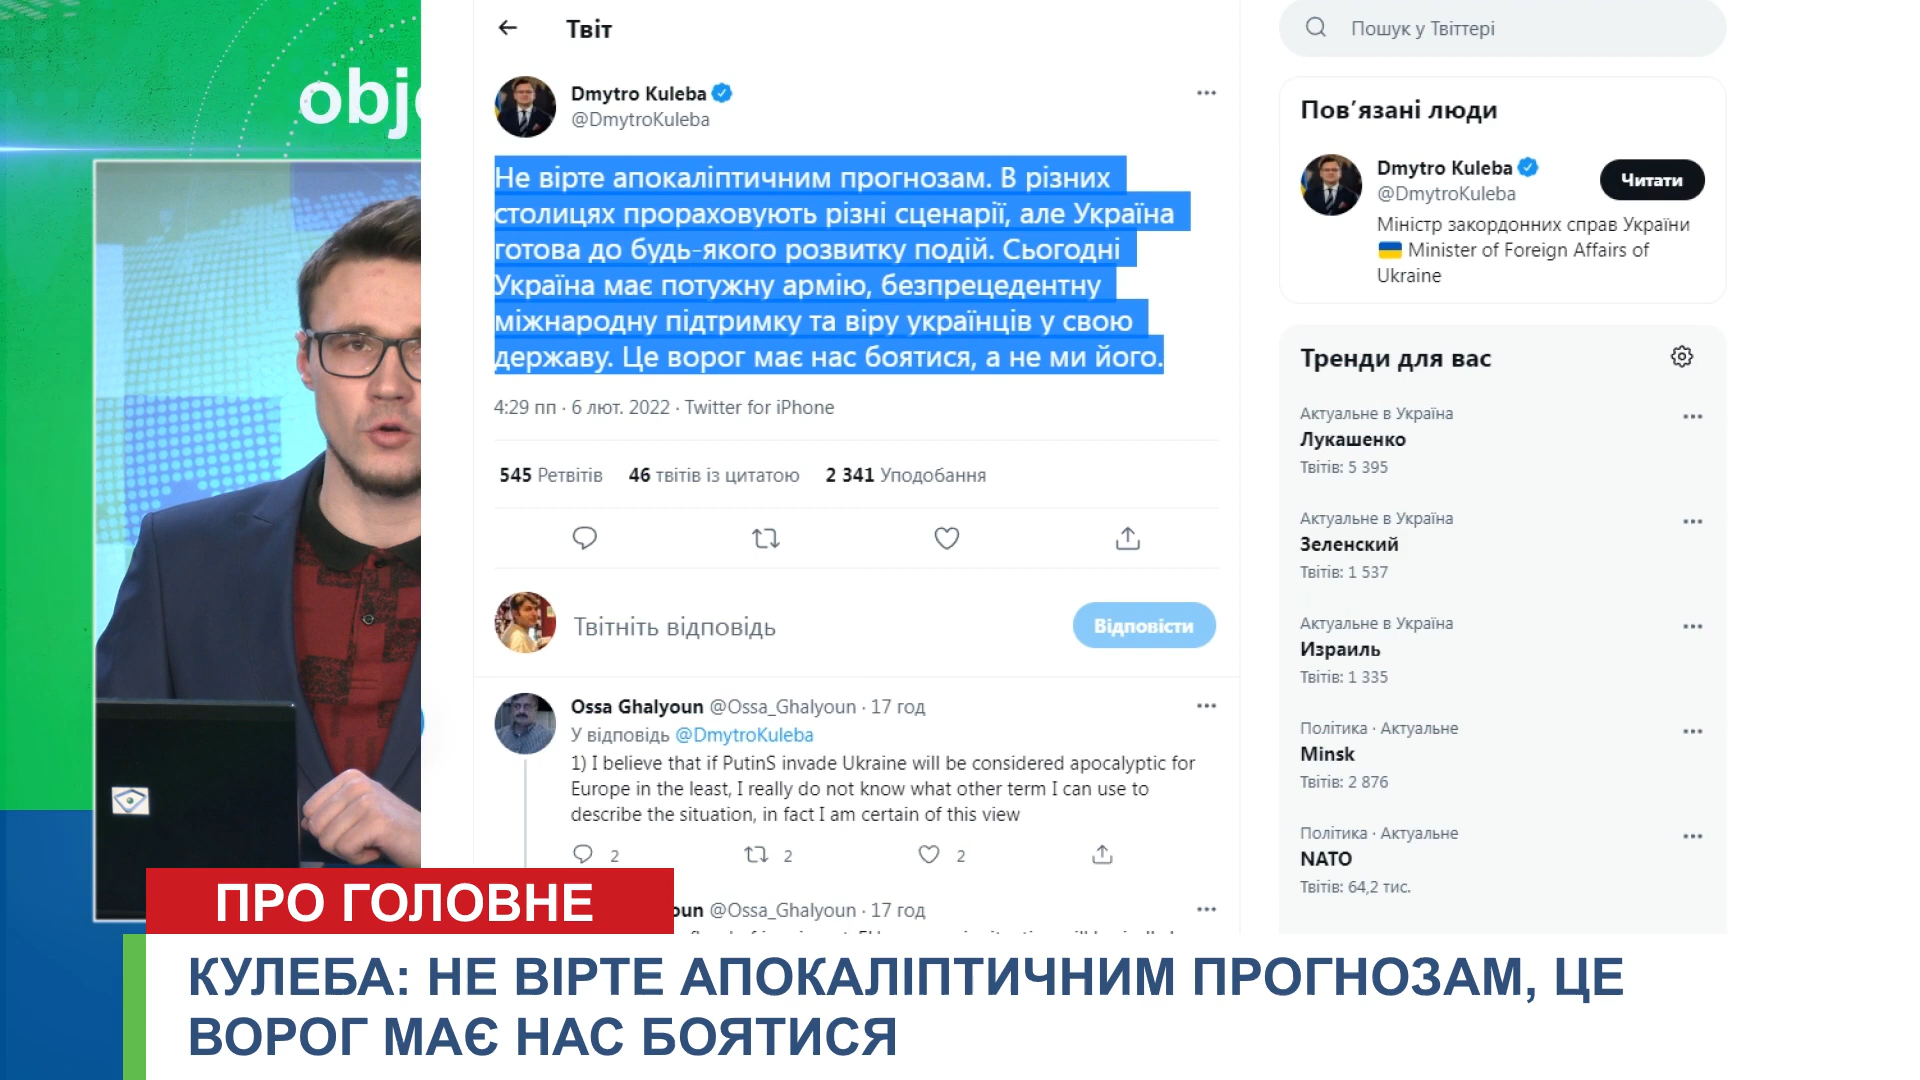 obje
Твіт
Dmytro Kuleba
@DmytroKuleba
Не вірте апокаліптичним прогнозам. В різних
столицях прораховують різні сценарії, але Україна
готова до будь-якого розвитку подій. Сьогодні
Україна має потужну армію, безпрецедентну
міжнародну підтримку та віру українців у свою
державу. Це ворог має нас боятися, а не ми його.
4:29 пп · 6 лют. 2022 · Twitter for iPhone
545 Ретвітів 46 твітів із цитатою 2 341 Уподобання
Твітніть відповідь
Відповісти
Ossa Ghalyoun @Ossa_Ghalyoun · 17 год
У відповідь @DmytroKuleba
1) I believe that if PutinS invade Ukraine will be considered apocalyptic for
Europe in the least, I really do not know what other term I can use to
describe the situation, in fact I am certain of this view
2 2 2
oun @Ossa_Ghalyoun · 17 год
Пошук у Твіттері
Пов’язані люди
Dmytro Kuleba
@DmytroKuleba
Читати
Міністр закордонних справ України
Minister of Foreign Affairs of
Ukraine
Тренди для вас
Актуальне в Україна
Лукашенко
Твітів: 5 395
Актуальне в Україна
Зеленский
Твітів: 1 537
Актуальне в Україна
Израиль
Твітів: 1 335
Політика · Актуальне
Minsk
Твітів: 2 876
Політика · Актуальне
NATO
Твітів: 64,2 тис.
ПРО ГОЛОВНЕ
КУЛЕБА: НЕ ВІРТЕ АПОКАЛІПТИЧНИМ ПРОГНОЗАМ, ЦЕ
ВОРОГ МАЄ НАС БОЯТИСЯ